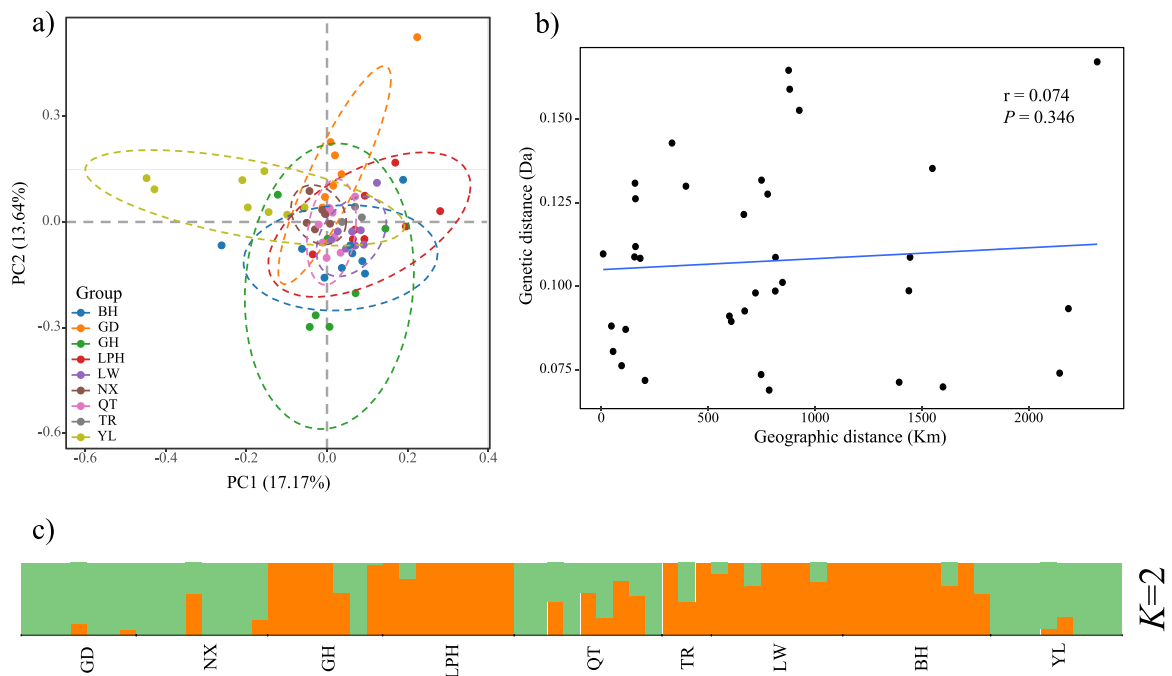 a)
PC2 (13.64%)
0.3
0.0
-0.3
-0.6
Group
BH
GD
GH
LPH
LW
NX
QT
TR
YL
-0.6
-0.4
-0.2
0.0
0.2
0.4
PC1 (17.17%)
b)
Genetic distance (Da)
0.150
0.125
0.100
0.075
r = 0.074
P = 0.346
0
500
1000
1500
2000
Geographic distance (Km)
c)
K=2
GD
NX
GH
LPH
QT
TR
LW
BH
YL